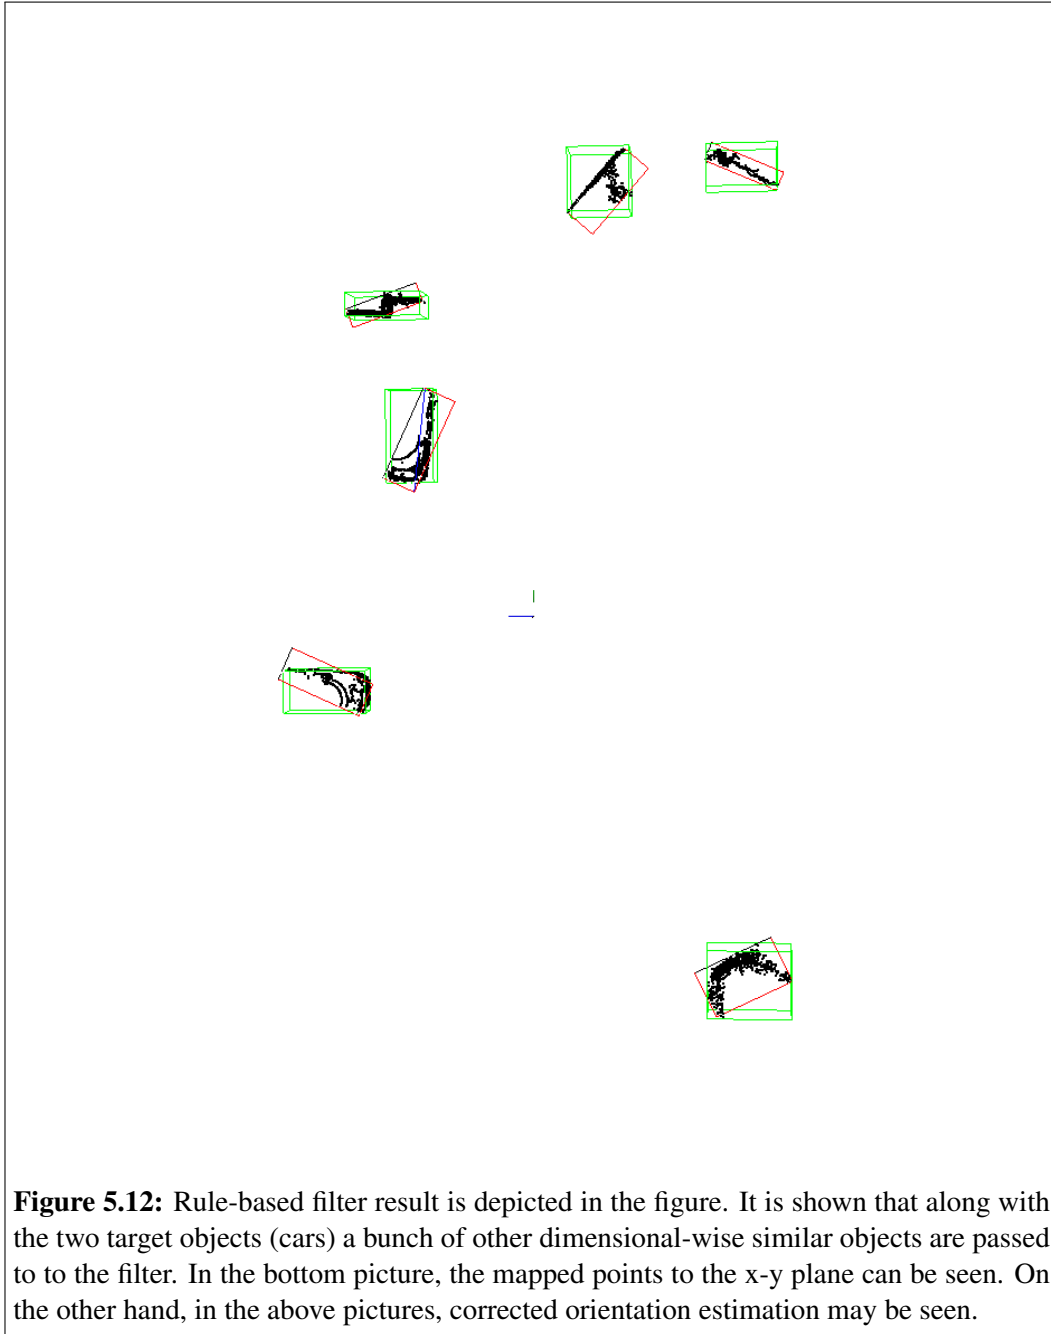 Figure 5.12: Rule-based filter result is depicted in the figure. It is shown that along with
the two target objects (cars) a bunch of other dimensional-wise similar objects are passed
to to the filter. In the bottom picture, the mapped points to the x-y plane can be seen. On
the other hand, in the above pictures, corrected orientation estimation may be seen.